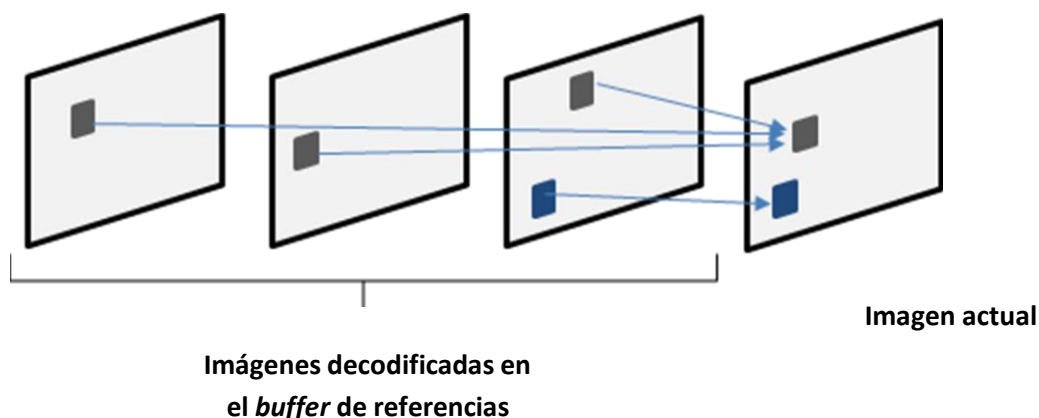 Imagen actual
Imágenes decodificadas en
el buffer de referencias